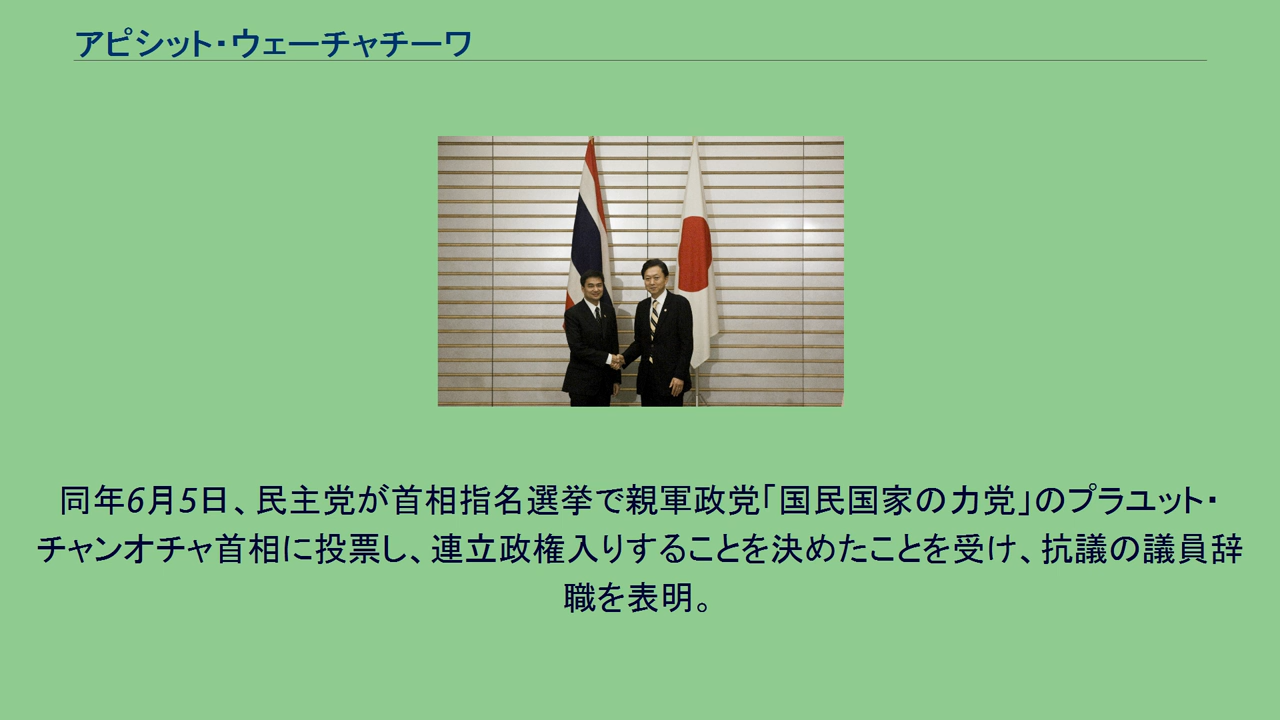 アピシット・ウェーチャチーワ
同年6月5日、民主党が首相指名選挙で親軍政党「国民国家の力党」のプラユット・
チャンオチャ首相に投票し、連立政権入りすることを決めたことを受け、抗議の議員辞
職を表明。